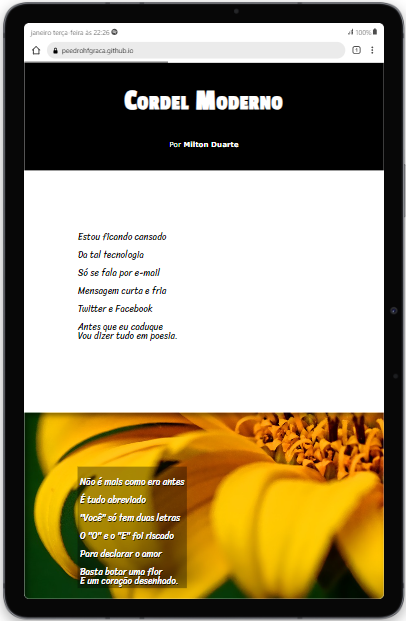 janeiro terça feira às 22:26
100%
peedrohfgraca.github.io
1
Cordel Moderno
Por Milton Duarte
Estou ficando cansado
Da tal tecnologia
Só se fala por e-mail
Mensagem curta e fria
Twitter e Facebook
Antes que eu caduque
Vou dizer tudo em poesia.
Não é mais como era antes
É tudo abreviado
"Você" só tem duas letras
O "O" e o "E" foi riscado
Para declarar o amor
Basta botar uma flor
E um coração desenhado.